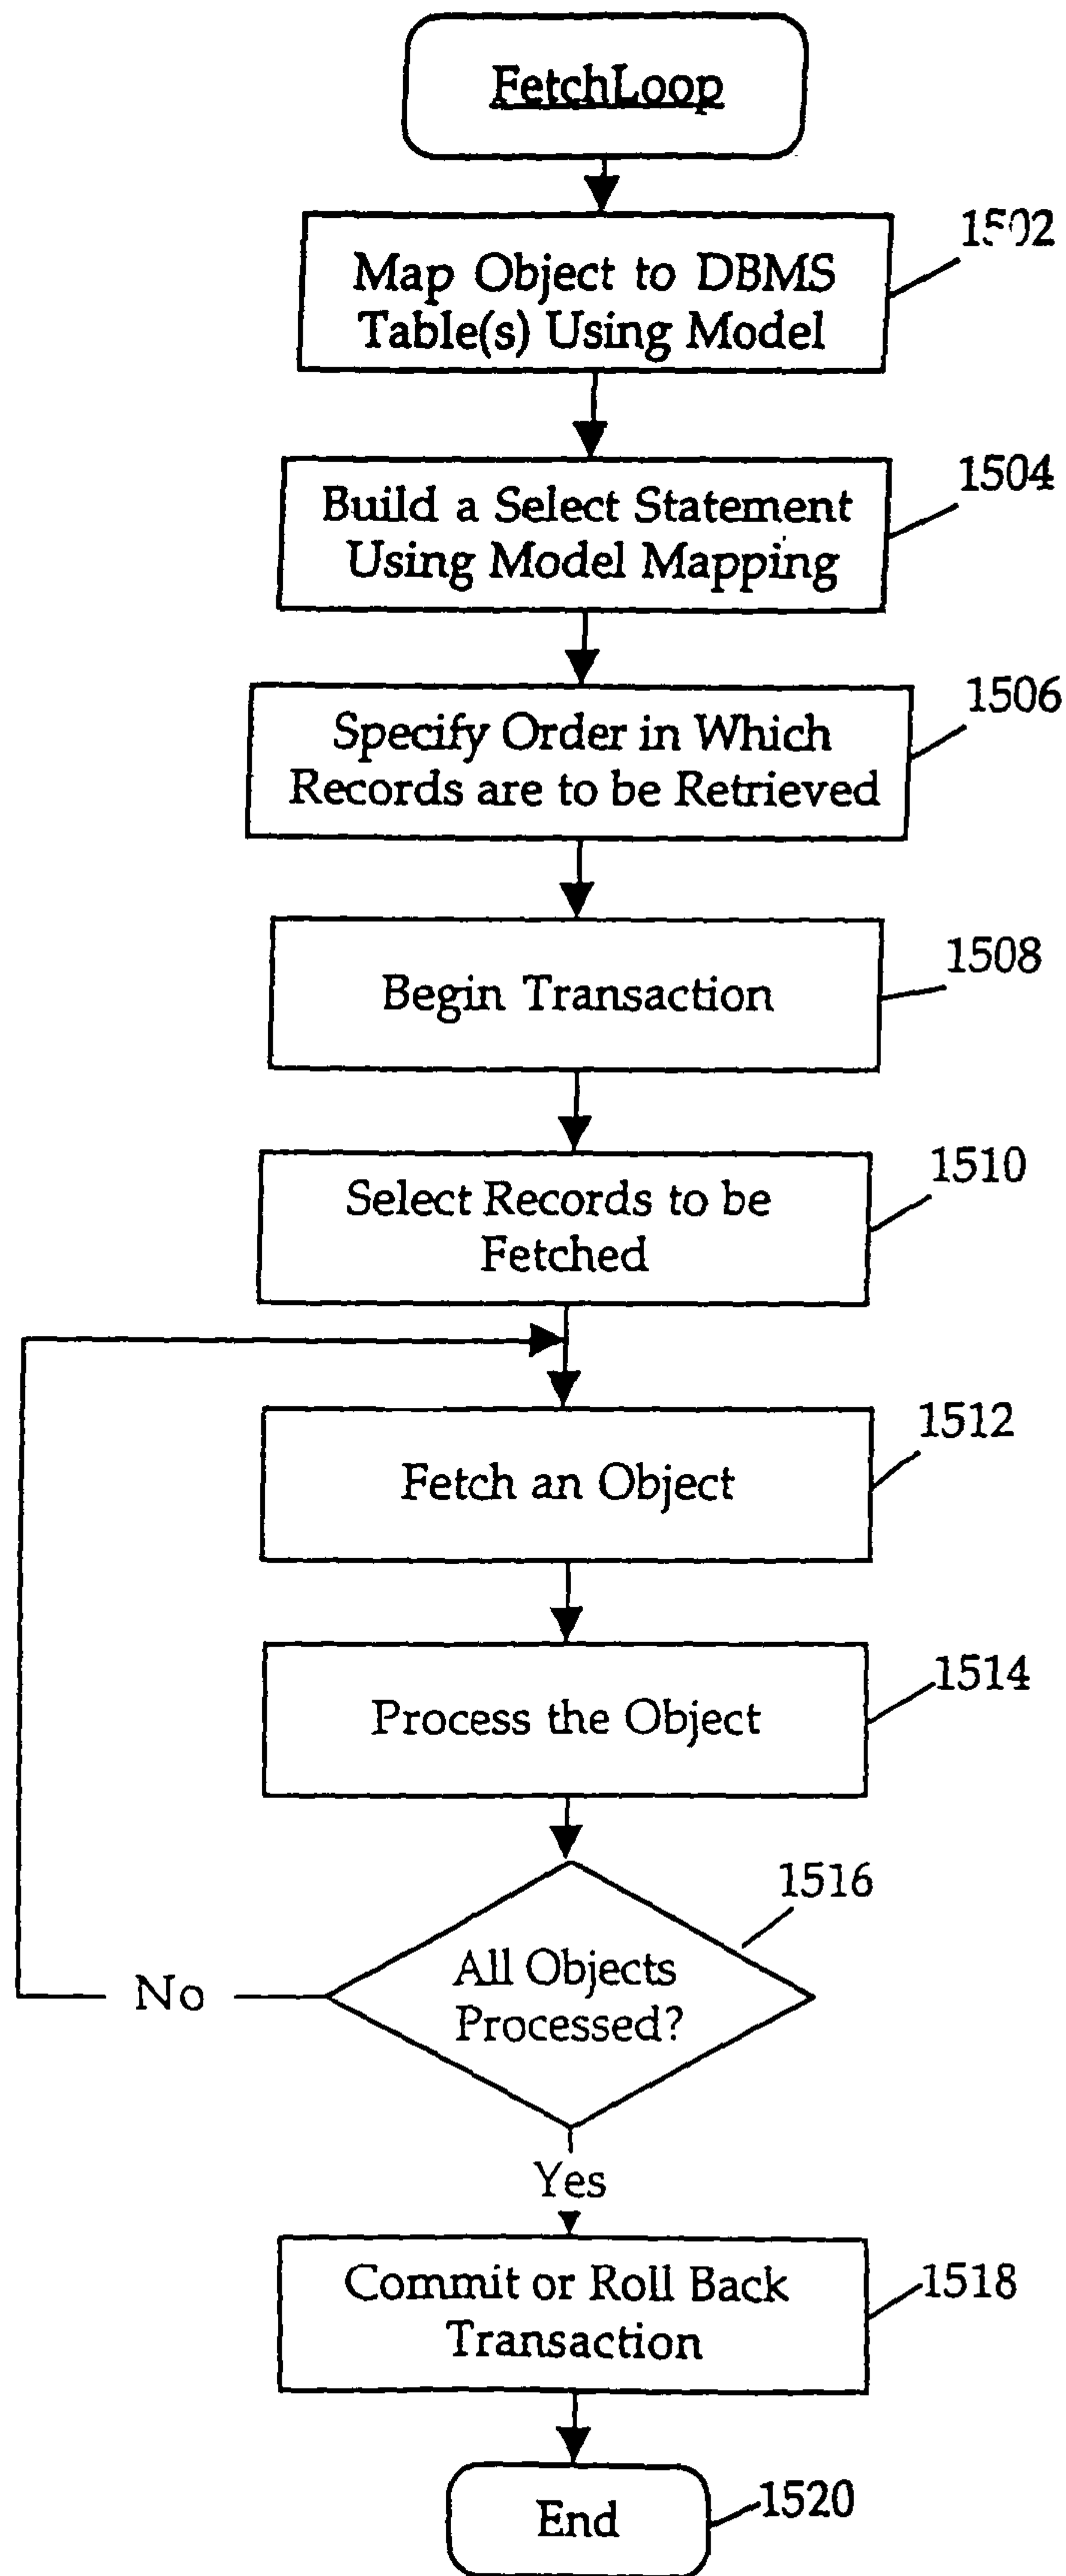 FetchLoop
1502
Map Object to DBMS
Table(s) Using Model
1504
Build a Select Statement
Using Model Mapping
1506
Specify Order in Which
Records are to be Retrieved
1508
Begin Transaction
1510
Select Records to be
Fetched
1512
Fetch an Object
1514
Process the Object
1516
All Objects
Processed?
No
Yes
1518
Commit or Roll Back
Transaction
1520
End